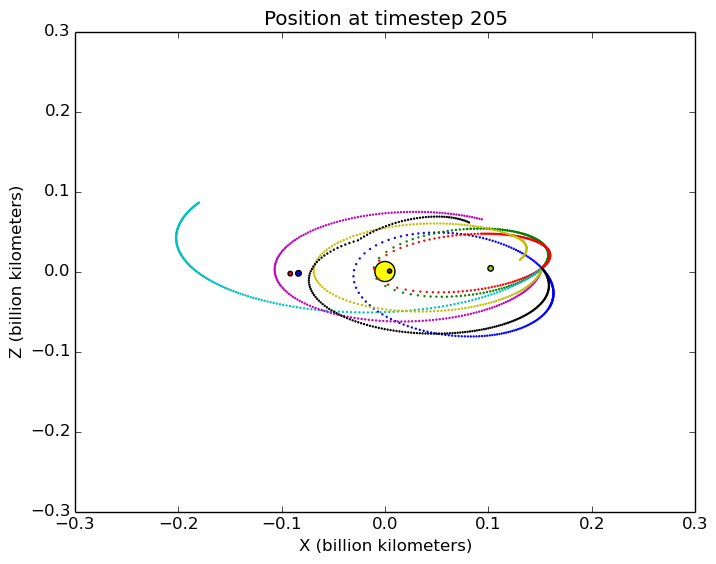 Position at timestep 205
0.3
0.2
0.1
0.0
−0.1
−0.2
−0.3
Z (billion kilometers)
−0.3 −0.2 −0.1 0.0 0.1 0.2 0.3
X (billion kilometers)